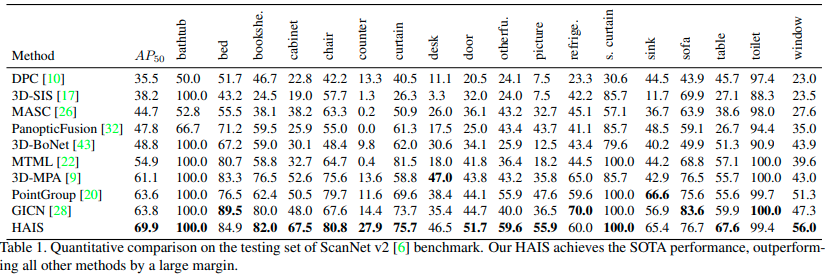 Method AP50 bathtub bed bookshe. cabinet chair counter curtain desk door otherfu. picture refrige. s. curtain sink sofa table toilet window
DPC [10] 35.5 50.0 51.7 46.7 22.8 42.2 13.3 40.5 11.1 20.5 24.1 7.5 23.3 30.6 44.5 43.9 45.7 97.4 23.0
3D-SIS [17] 38.2 100.0 43.2 24.5 19.0 57.7 1.3 26.3 3.3 32.0 24.0 7.5 42.2 85.7 11.7 69.9 27.1 88.3 23.5
MASC [26] 44.7 52.8 55.5 38.1 38.2 63.3 0.2 50.9 26.0 36.1 43.2 32.7 45.1 57.1 36.7 63.9 38.6 98.0 27.6
PanopticFusion [32] 47.8 66.7 71.2 59.5 25.9 55.0 0.0 61.3 17.5 25.0 43.4 43.7 41.1 85.7 48.5 59.1 26.7 94.4 35.0
3D-BoNet [43] 48.8 100.0 67.2 59.0 30.1 48.4 9.8 62.0 30.6 34.1 25.9 12.5 43.4 79.6 40.2 49.9 51.3 90.9 43.9
MTML [22] 54.9 100.0 80.7 58.8 32.7 64.7 0.4 81.5 18.0 41.8 36.4 18.2 44.5 100.0 44.2 68.8 57.1 100.0 39.6
3D-MPA [9] 61.1 100.0 83.3 76.5 52.6 75.6 13.6 58.8 47.0 43.8 43.2 35.8 65.0 85.7 42.9 76.5 55.7 100.0 43.0
PointGroup [20] 63.6 100.0 76.5 62.4 50.5 79.7 11.6 69.6 38.4 44.1 55.9 47.6 59.6 100.0 66.6 75.6 55.6 99.7 51.3
GICN [28] 63.8 100.0 89.5 80.0 48.0 67.6 14.4 73.7 35.4 44.7 40.0 36.5 70.0 100.0 56.9 83.6 59.9 100.0 47.3
HAIS 69.9 100.0 84.9 82.0 67.5 80.8 27.9 75.7 46.5 51.7 59.6 55.9 60.0 100.0 65.4 76.7 67.6 99.4 56.0
Table 1. Quantitative comparison on the testing set of ScanNet v2 [6] benchmark. Our HAIS achieves the SOTA performance, outperform-
ing all other methods by a large margin.